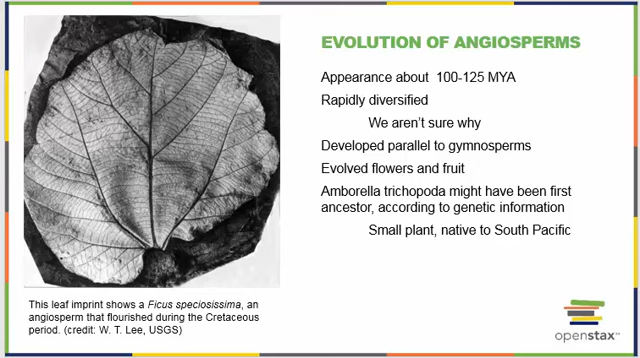 EVOLUTION OF ANGIOSPERMS
Appearance about 100-125 MYA
Rapidly diversified
We aren't sure why
Developed parallel to gymnosperms
Evolved flowers and fruit
Amborella trichopoda might have been first
ancestor, according to genetic information
Small plant, native to South Pacific
This leaf imprint shows a Ficus speciosissima, an
angiosperm that flourished during the Cretaceous
period. (credit: W. T. Lee, USGS)
openstax™